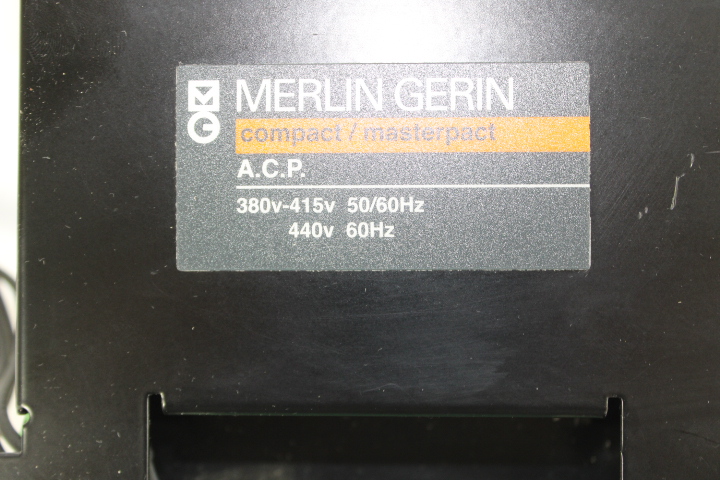 MERLIN GERIN
compact / masterpact
A.C.P.
380v-415v 50/60Hz
440v 60Hz